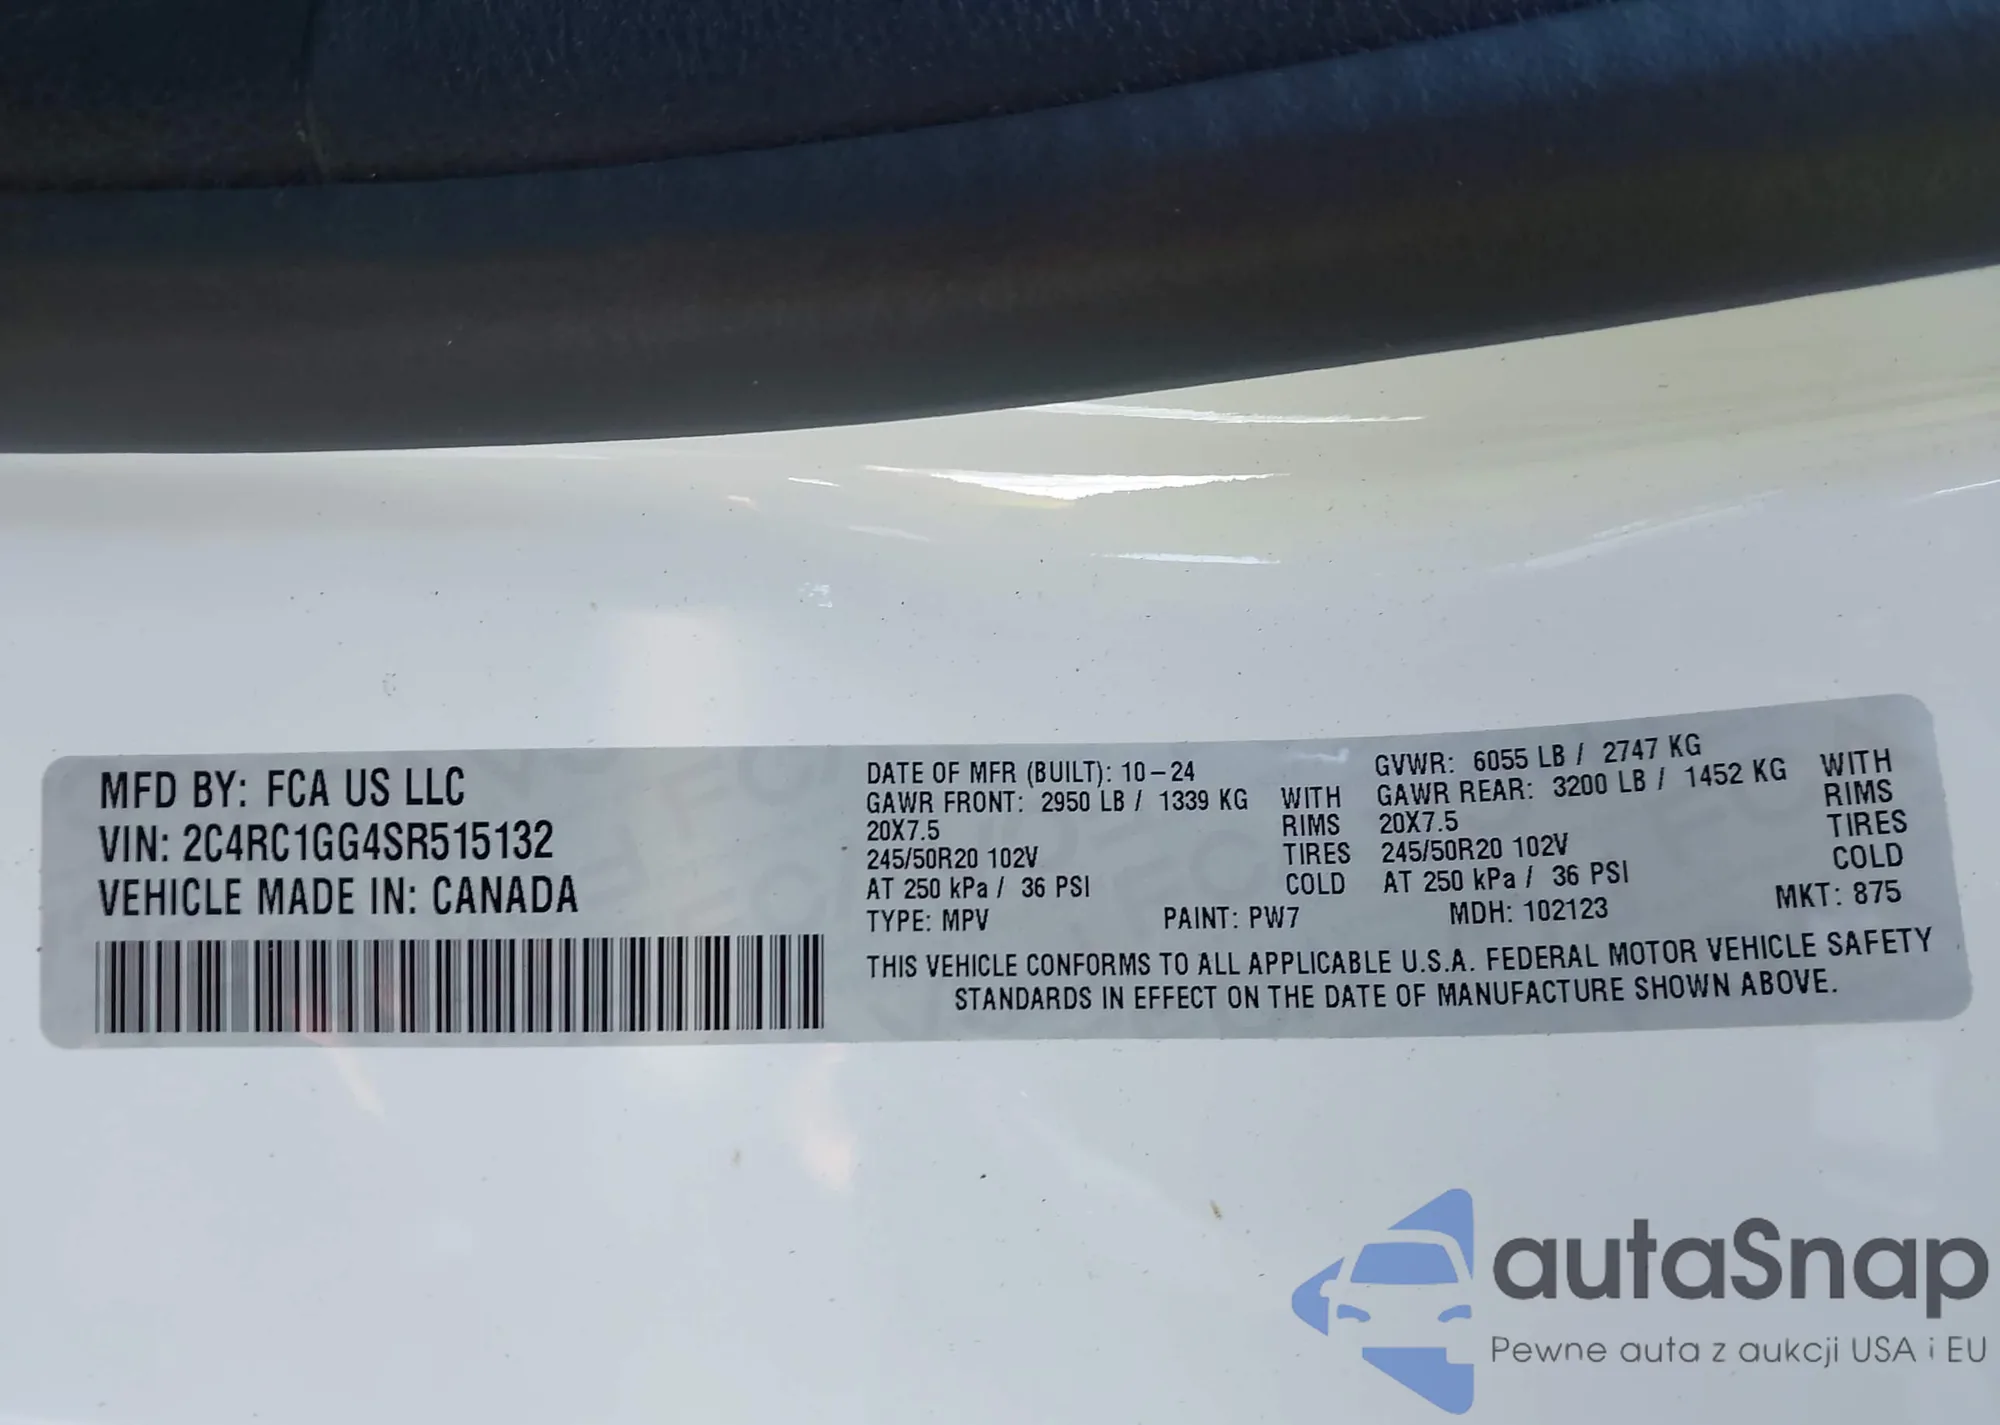 MFD BY: FCA US LLC
VIN: 2C4RC1GG4SR515132
VEHICLE MADE IN: CANADA
DATE OF MFR (BUILT): 10-24
GVWR: 6055 LB / 2747 KG
GAWR FRONT: 2950 LB / 1339 KG WITH
GAWR REAR: 3200 LB / 1452 KG WITH
20X7.5 RIMS
20X7.5 RIMS
245/50R20 102V TIRES
245/50R20 102V TIRES
AT 250 kPa / 36 PSI COLD
AT 250 kPa / 36 PSI COLD
TYPE: MPV PAINT: PW7 MDH: 102123 MKT: 875
THIS VEHICLE CONFORMS TO ALL APPLICABLE U.S.A. FEDERAL MOTOR VEHICLE SAFETY
STANDARDS IN EFFECT ON THE DATE OF MANUFACTURE SHOWN ABOVE.
autaSnap
Pewne auta z aukcji USA i EU